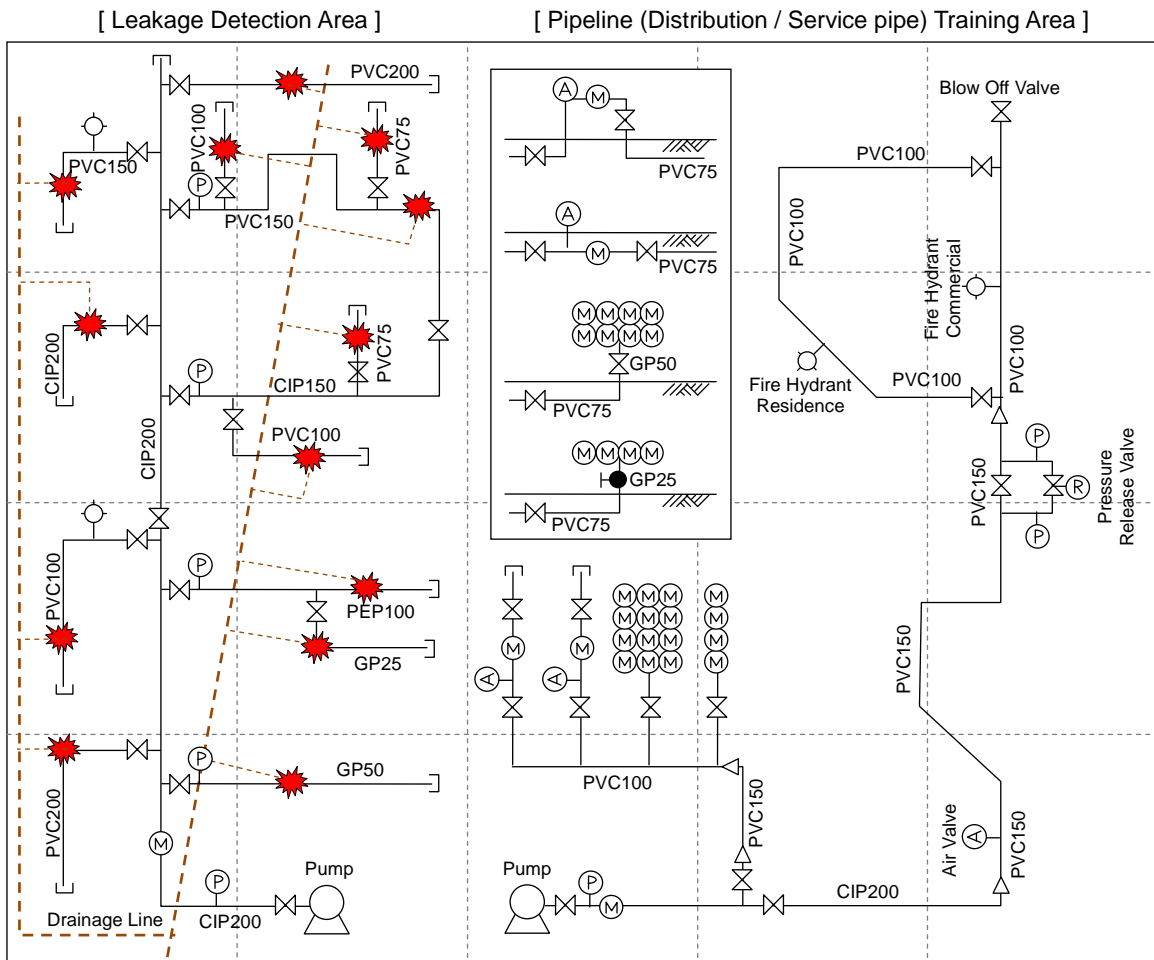 [ Leakage Detection Area ]
[ Pipeline (Distribution / Service pipe) Training Area ]
PVC200
PVC100
PVC75
PVC150
P
PVC150
CIP200
PVC75
P
CIP150
PVC100
CIP200
PVC100
P
PEP100
GP25
PVC200
P
GP50
M
P
CIP200
Pump
Drainage Line
A
M
PVC75
A
M
PVC75
M M M M
M M M M
GP50
PVC75
M M M M
GP25
PVC75
M
A
M
A
M M M
M M M
M M M
M M M
M
M
M
M
PVC100
PVC150
Pump
P
M
CIP200
Blow Off Valve
PVC100
PVC100
Fire Hydrant
Commercial
Fire Hydrant
Residence
PVC100
PVC100
P
PVC150
R
Pressure
Release Valve
P
PVC150
Air Valve
A
PVC150